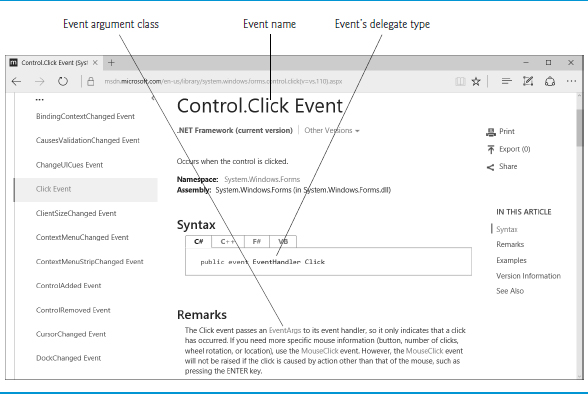 Event argument class
Event name
Event's delegate type
Control.Click Event (Syst
msdn.microsoft.com/en-us/library/system.windows.forms.control.click(v=vs.110).aspx
BindingContextChanged Event
CausesValidationChanged Event
ChangeUICues Event
Click Event
ClientSizeChanged Event
ContextMenuChanged Event
ContextMenuStripChanged Event
ControlAdded Event
ControlRemoved Event
CursorChanged Event
DockChanged Event
Control.Click Event
.NET Framework (current version) | Other Versions
Occurs when the control is clicked.
Namespace: System.Windows.Forms
Assembly: System.Windows.Forms (in System.Windows.Forms.dll)
Syntax
C# C++ F# VB
public event EventHandler Click
Remarks
The Click event passes an EventArgs to its event handler, so it only indicates that a click
has occurred. If you need more specific mouse information (button, number of clicks,
wheel rotation, or location), use the MouseClick event. However, the MouseClick event
will not be raised if the click is caused by action other than that of the mouse, such as
pressing the ENTER key.
Print
Export (0)
Share
IN THIS ARTICLE
Syntax
Remarks
Examples
Version Information
See Also